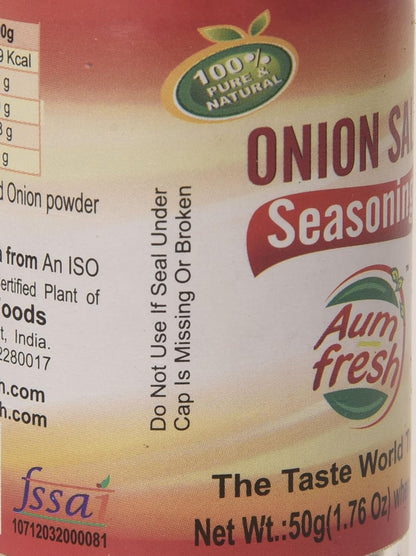 0g
9 Kcal
g
g
8 g
g
d Onion powder
from An ISO
ertified Plant of
oods
t, India.
2280017
h.com
h.com
fssai
10712032000081
Do Not Use If Seal Under
Cap Is Missing Or Broken
100%
PURE &
NATURAL
ONION SA
Seasoning
Aum
fresh
The Taste World T
Net Wt.:50g(1.76 Oz) wh